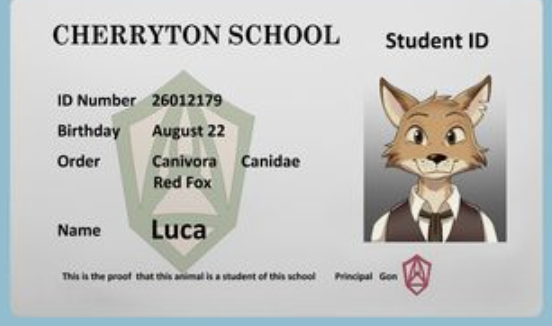 CHERRYTON SCHOOL
Student ID
ID Number 26012179
Birthday August 22
Order Canivora Canidae
Red Fox
Name Luca
This is the proof that this animal is a student of this school Principal Gon